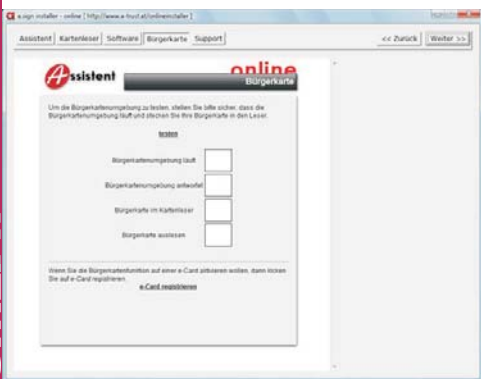 a.sign installer - online [ http://www.a-trust.at/onlineinstaller ]
Assistent Kartenleser Software Bürgerkarte Support << Zurück Weiter >>
Assistent online
Bürgerkarte
Um die Bürgerkartenumgebung zu testen, stellen Sie bitte sicher, dass die
Bürgerkartenumgebung läuft und stecken Sie Ihre Bürgerkarte in den Leser.
testen
Bürgerkartenumgebung läuft
Bürgerkartenumgebung antwortet
Bürgerkarte im Kartenleser
Bürgerkarte auslesen
Wenn Sie die Bürgerkartenfunktion auf einer e-Card aktivieren wollen, dann klicken
Sie auf e-Card registrieren.
e-Card registrieren